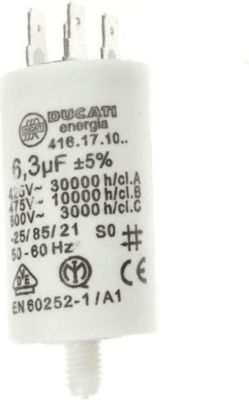 DUCATI
energia
416.17.10..
6,3µF ±5%
425V~ 30000 h/cl.A
475V~ 10000 h/cl.B
500V~ 3000 h/cl.C
-25/85/21 S0
50-60 Hz
EN 60252-1/A1